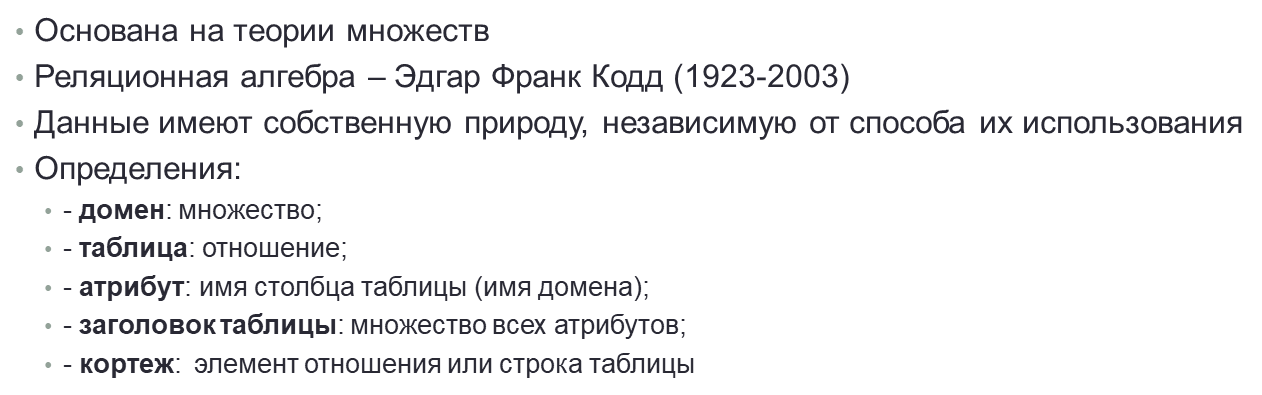 • Основана на теории множеств
• Реляционная алгебра – Эдгар Франк Кодд (1923-2003)
• Данные имеют собственную природу, независимую от способа их использования
• Определения:
• - домен: множество;
• - таблица: отношение;
• - атрибут: имя столбца таблицы (имя домена);
• - заголовок таблицы: множество всех атрибутов;
• - кортеж: элемент отношения или строка таблицы